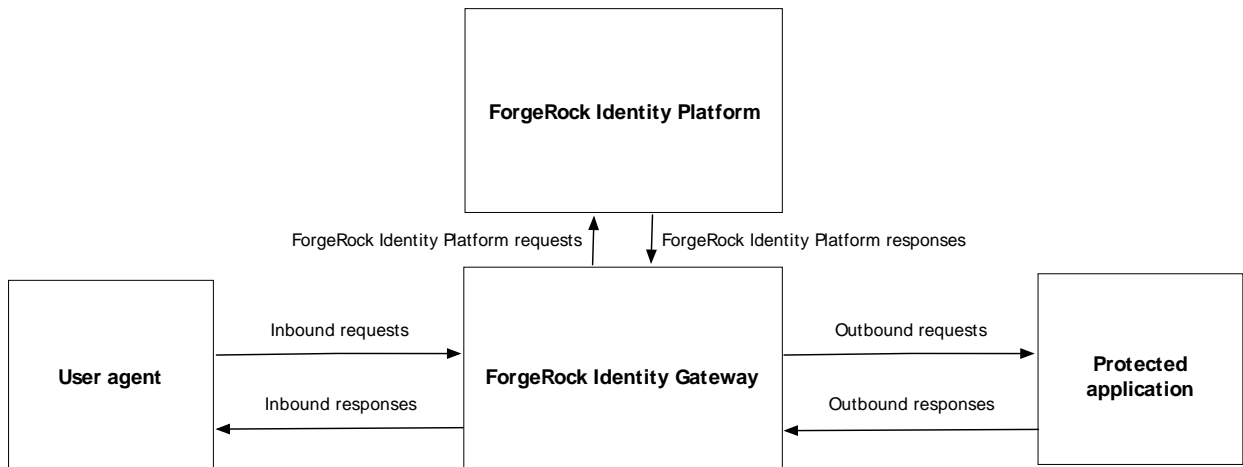 ForgeRock Identity Platform
ForgeRock Identity Platform requests
ForgeRock Identity Platform responses
Inbound requests
Outbound requests
User agent
ForgeRock Identity Gateway
Protected
application
Inbound responses
Outbound responses